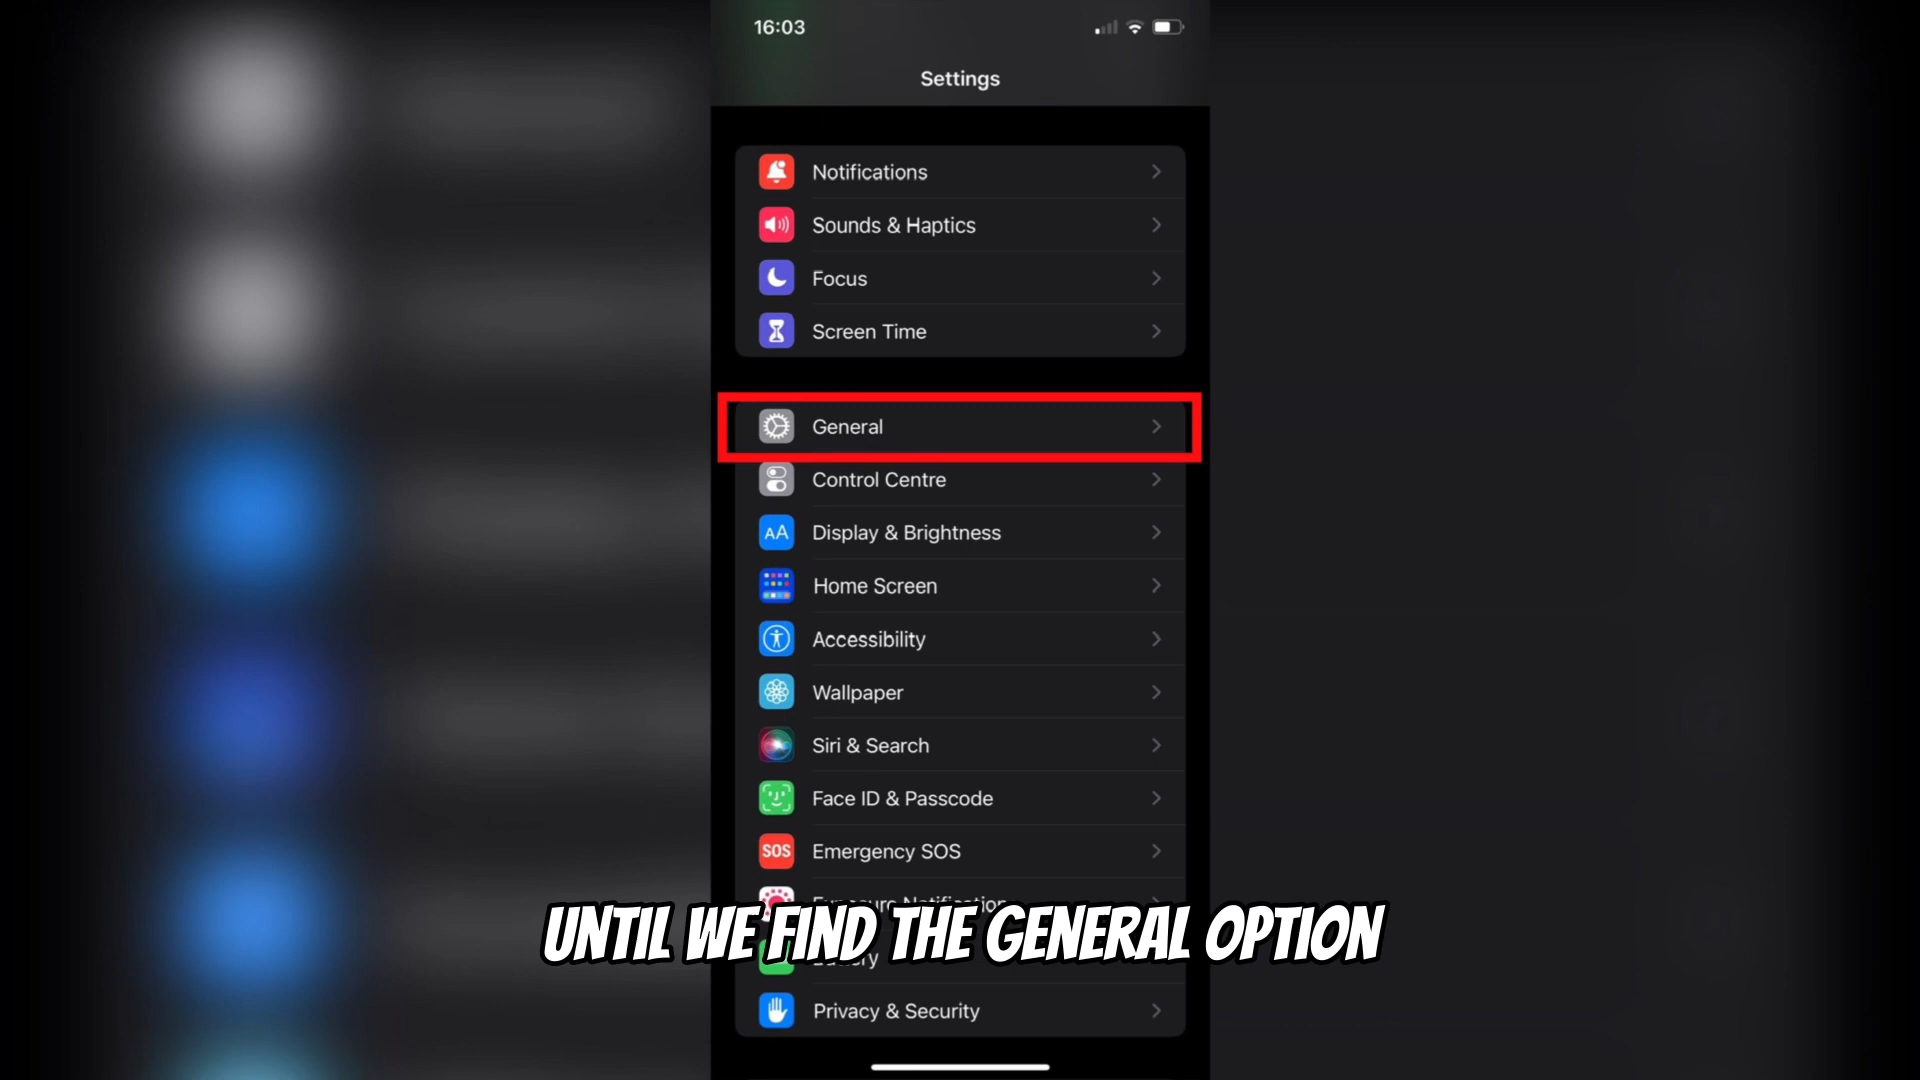 16:03
Settings
Notifications
Sounds & Haptics
Focus
Screen Time
General
Control Centre
AA Display & Brightness
Home Screen
Accessibility
Wallpaper
Siri & Search
Face ID & Passcode
SOS Emergency SOS
UNTIL WE FIND THE GENERAL OPTION
Privacy & Security